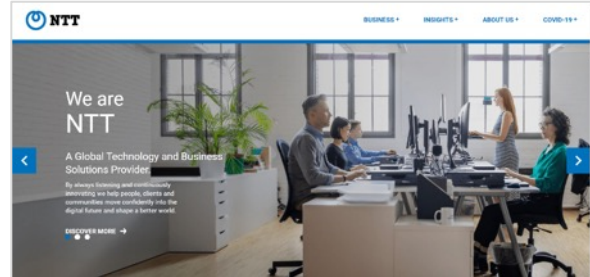 NTT
BUSINESS INSIGHTS ABOUT US COVID-19
We are
NTT
A Global Technology and Business
Solutions Provider.
By always listening and continuously
innovating we help people, clients and
communities move confidently into the
digital future and shape a better world.
DISCOVER MORE →